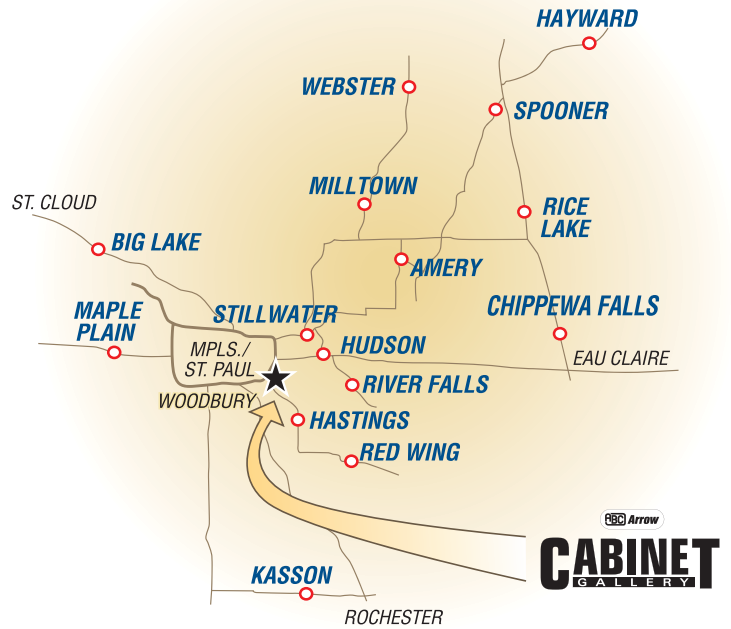 HAYWARD
WEBSTER
SPOONER
MILLTOWN
RICE
LAKE
ST. CLOUD
BIG LAKE
AMERY
MAPLE
PLAIN
STILLWATER
CHIPPEWA FALLS
MPLS./
ST. PAUL
HUDSON
EAU CLAIRE
RIVER FALLS
WOODBURY
HASTINGS
RED WING
ABC Arrow
CABINET
GALLERY
KASSON
ROCHESTER